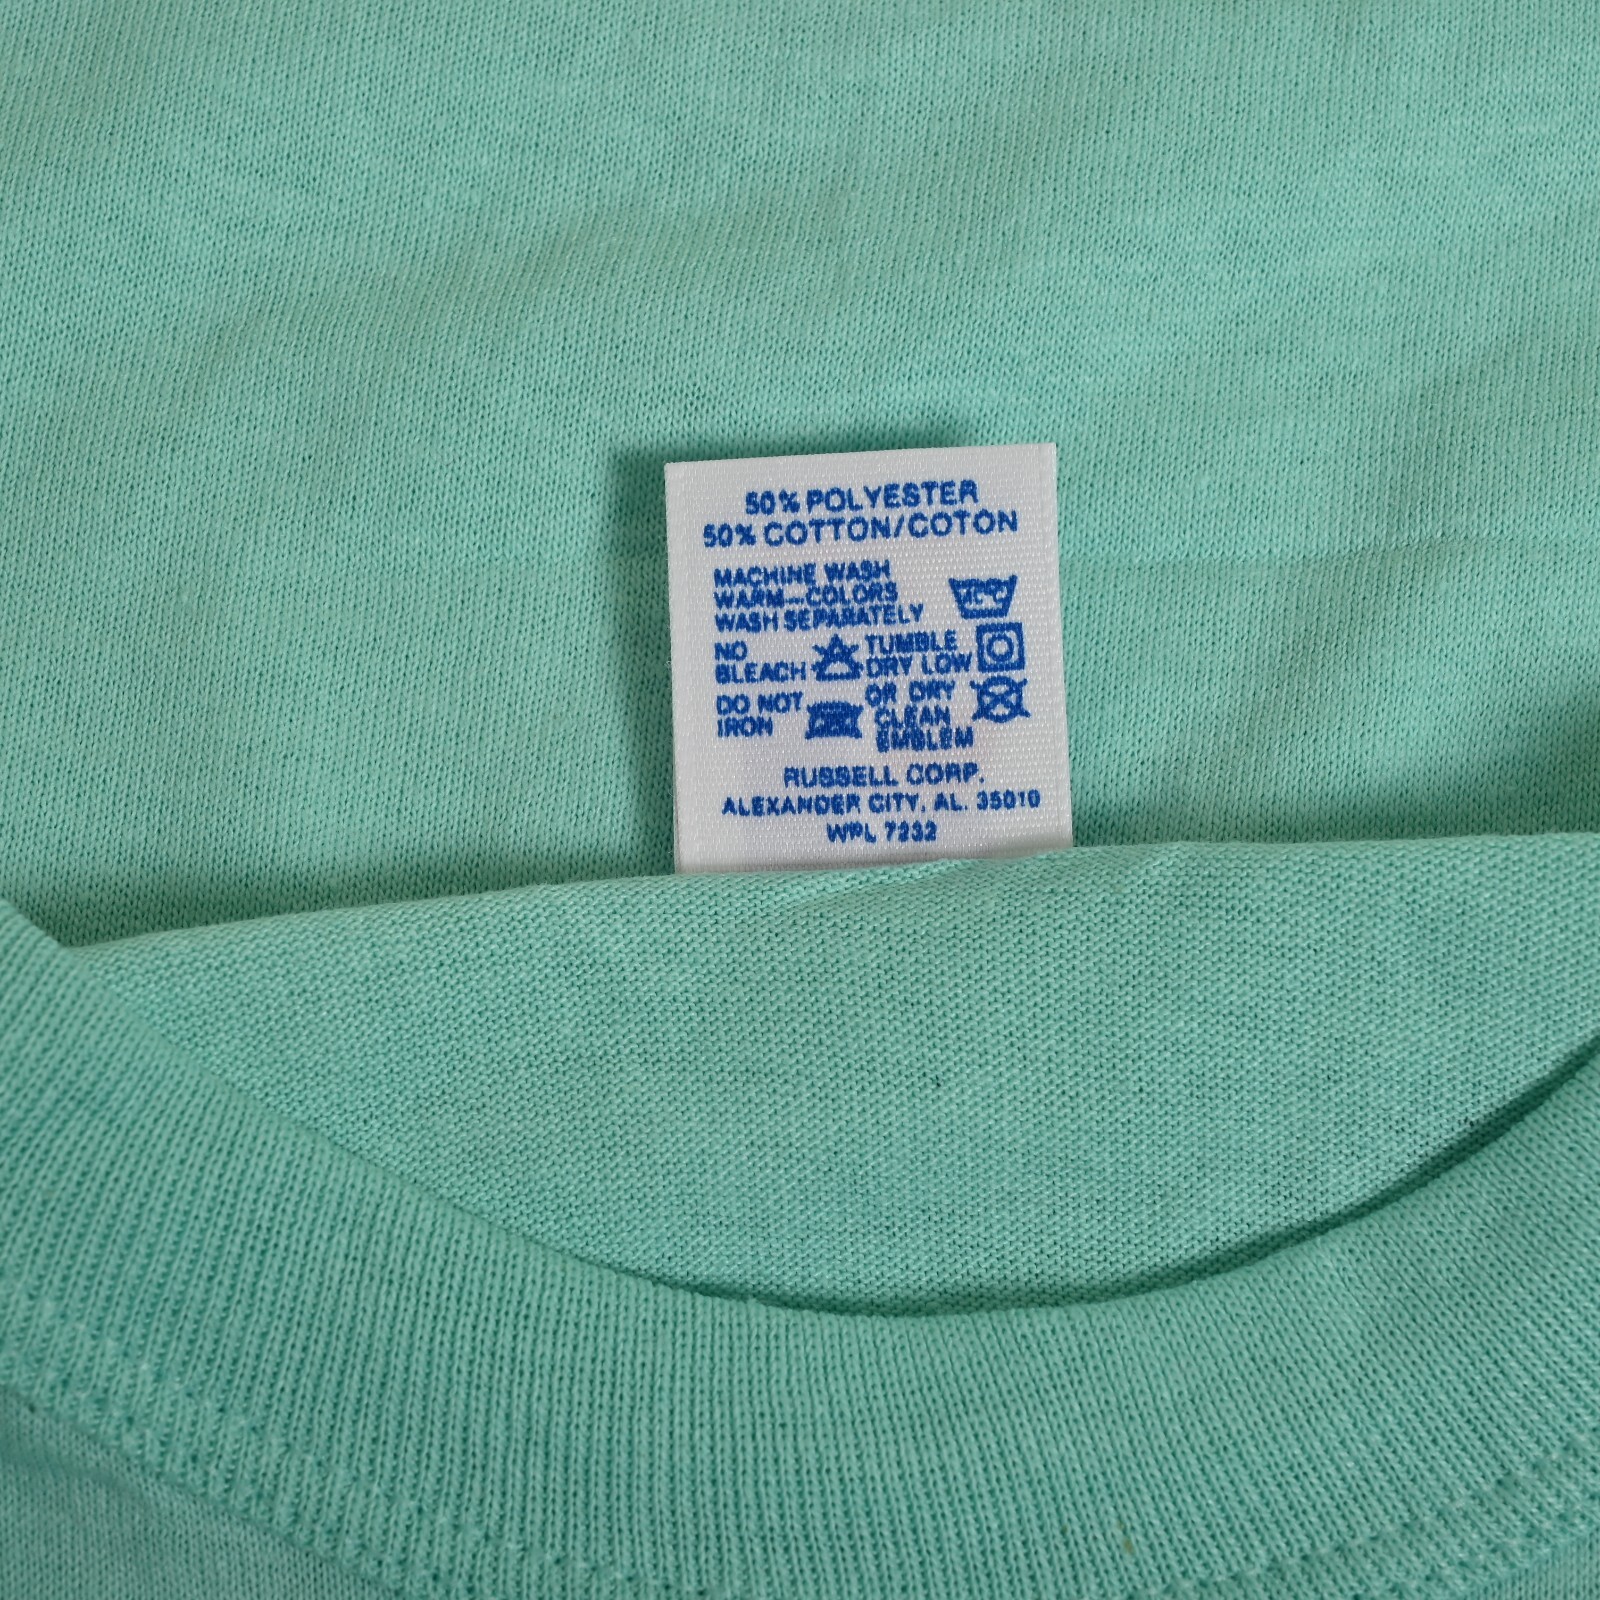 50% POLYESTER
50% COTTON/COTON
MACHINE WASH
WARM—COLORS
WASH SEPARATELY
NO
BLEACH
TUMBLE
DRY LOW
DO NOT
IRON
OR DRY
CLEAN
EMBLEM
RUSSELL CORP.
ALEXANDER CITY, AL. 35010
WPL 7232